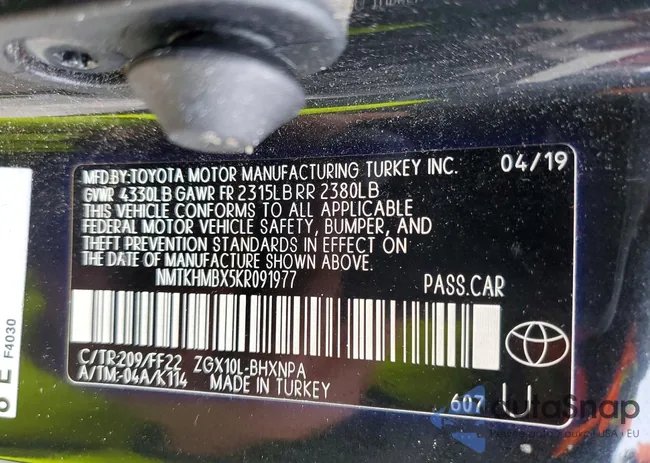 MFD.BY:TOYOTA MOTOR MANUFACTURING TURKEY INC. 04/19
GVWR 4330LB GAWR FR 2315LB RR 2380LB
THIS VEHICLE CONFORMS TO ALL APPLICABLE
FEDERAL MOTOR VEHICLE SAFETY, BUMPER, AND
THEFT PREVENTION STANDARDS IN EFFECT ON
THE DATE OF MANUFACTURE SHOWN ABOVE.
NMTKHMBX5KR091977 PASS.CAR
C/TR:209/FF22 ZGX10L-BHXNPA
A/TM:-04A/K114 MADE IN TURKEY
607 U
F4030
autoSnap